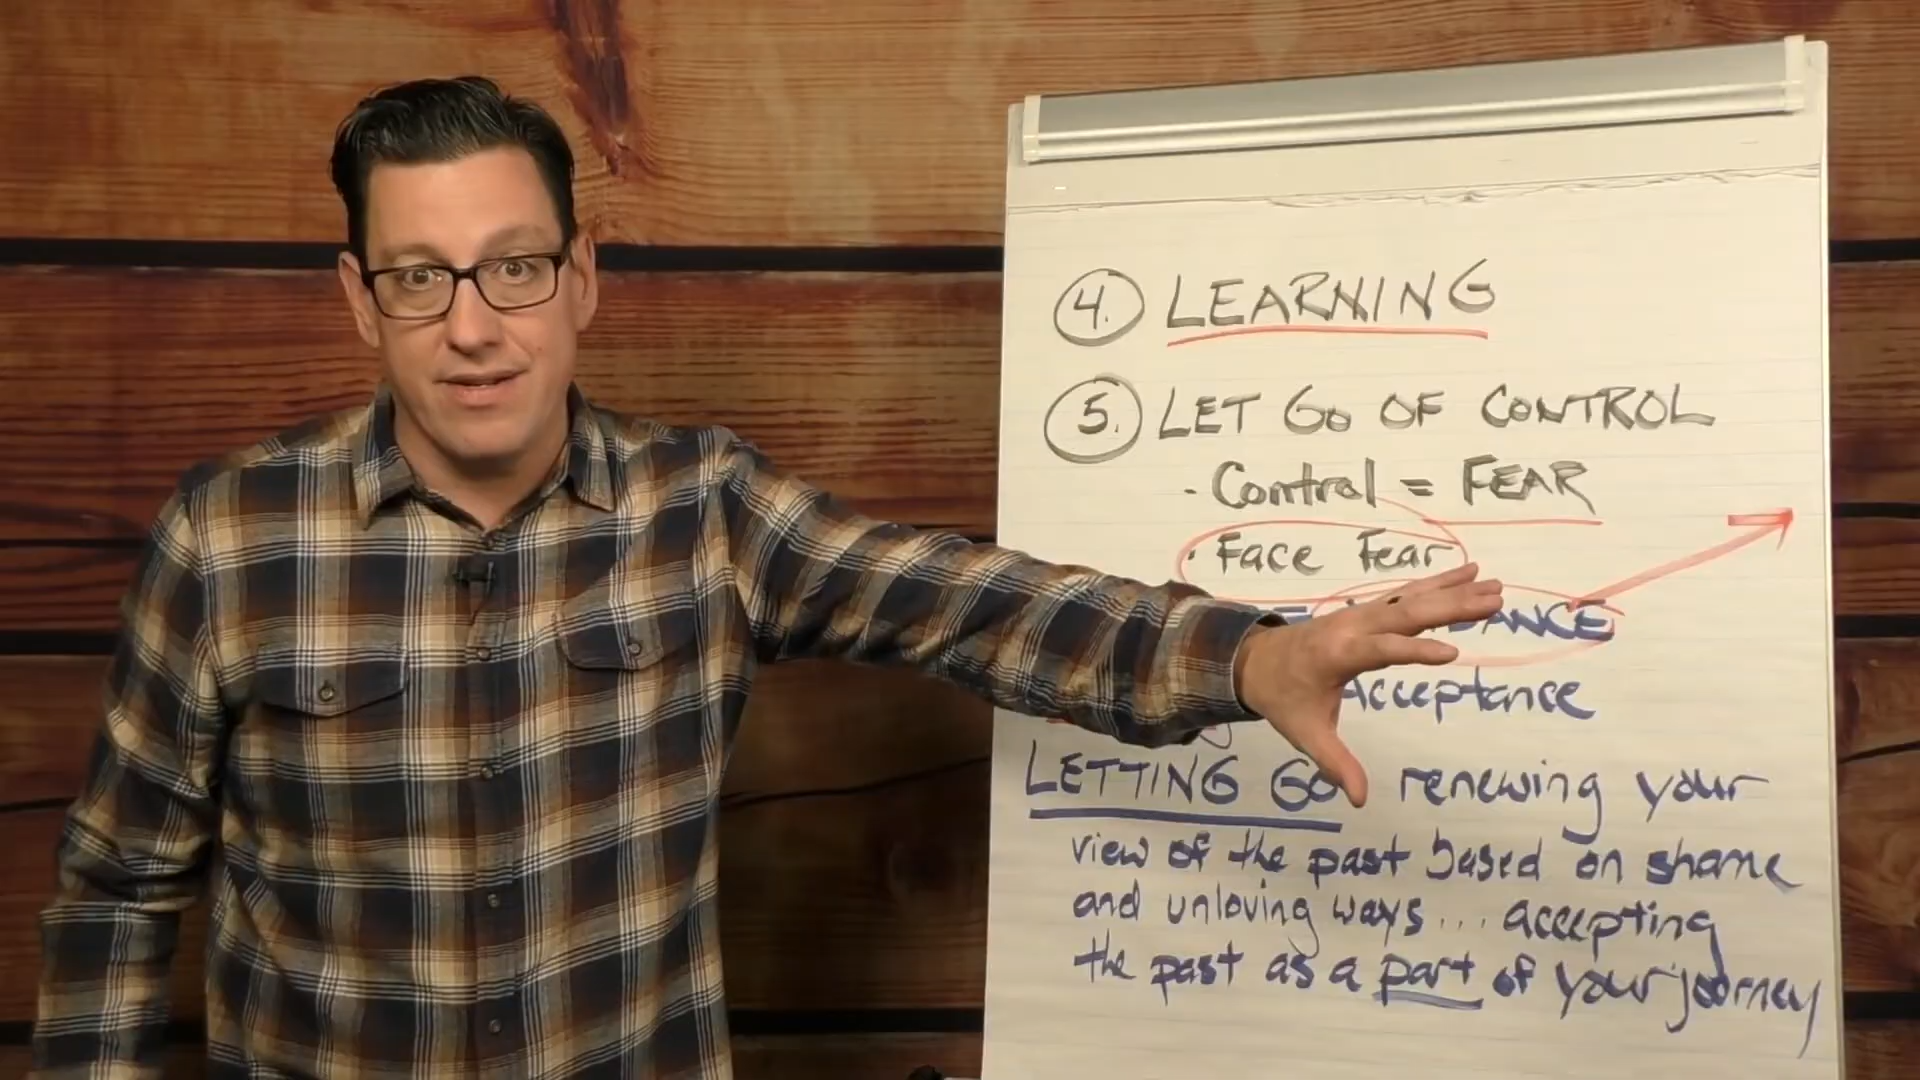 4. LEARNING
5. LET GO OF CONTROL
· Control = FEAR
· Face Fear
Acceptance
LETTING GO renewing your
view of the past based on shame
and unloving ways... accepting
the past as a part of your journey